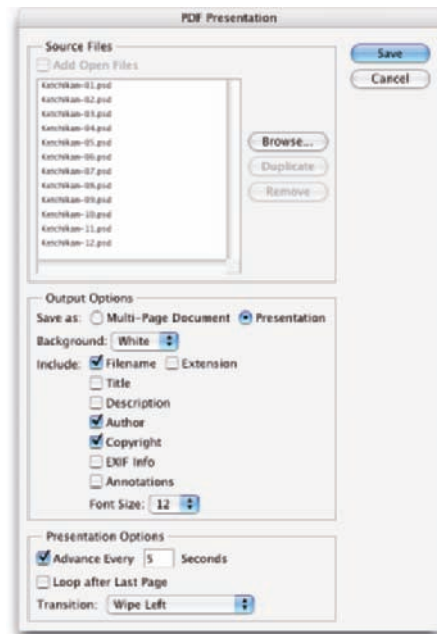 PDF Presentation
Source Files
Save
Add Open Files
Cancel
Ketchikan-01.psd
Ketchikan-02.psd
Ketchikan-03.psd
Ketchikan-04.psd
Ketchikan-05.psd
Browse...
Ketchikan-06.psd
Ketchikan-07.psd
Duplicate
Ketchikan-08.psd
Ketchikan-09.psd
Remove
Ketchikan-10.psd
Ketchikan-11.psd
Ketchikan-12.psd
Output Options
Save as: Multi-Page Document Presentation
Background: White
Include: Filename Extension
Title
Description
Author
Copyright
EXIF Info
Annotations
Font Size: 12
Presentation Options
Advance Every 5 Seconds
Loop after Last Page
Transition: Wipe Left